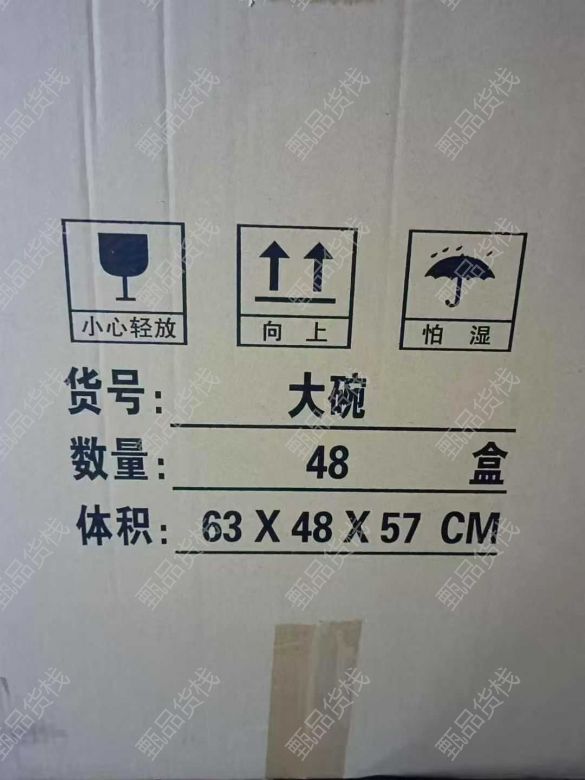 小心轻放
向上
怕湿
货号: 大碗
数量: 48 盒
体积: 63 X 48 X 57 CM
甄品货栈